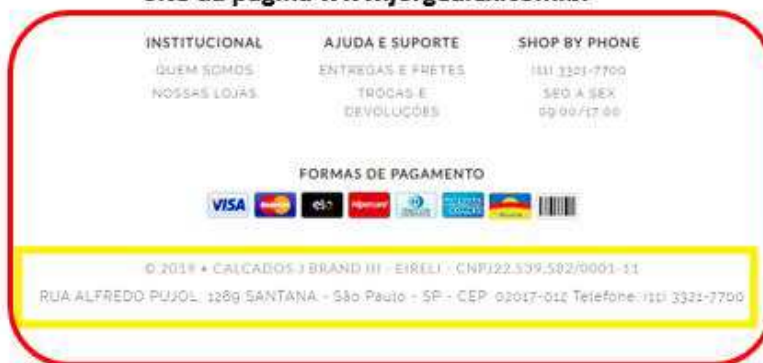 INSTITUCIONAL AJUDA E SUPORTE SHOP BY PHONE
QUEM SOMOS ENTREGAS E FRETES (11) 3321-7700
NOSSAS LOJAS TROCAS E SEG A SEX
DEVOLUÇÕES 09:00/17:00
FORMAS DE PAGAMENTO
VISA elo Hipercard
© 2019 • CALCADOS J BRAND III - EIRELI - CNPJ22.539.582/0001-11
RUA ALFREDO PUJOL, 1289 SANTANA - São Paulo - SP - CEP: 02017-012 Telefone: (11) 3321-7700